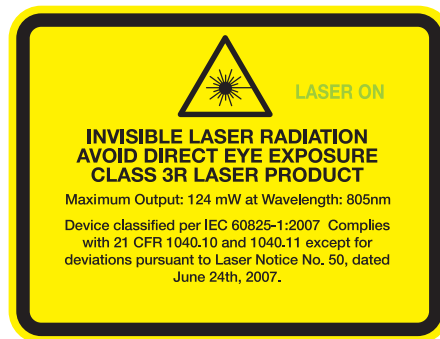 LASER ON
INVISIBLE LASER RADIATION
AVOID DIRECT EYE EXPOSURE
CLASS 3R LASER PRODUCT
Maximum Output: 124 mW at Wavelength: 805nm
Device classified per IEC 60825-1:2007 Complies
with 21 CFR 1040.10 and 1040.11 except for
deviations pursuant to Laser Notice No. 50, dated
June 24th, 2007.